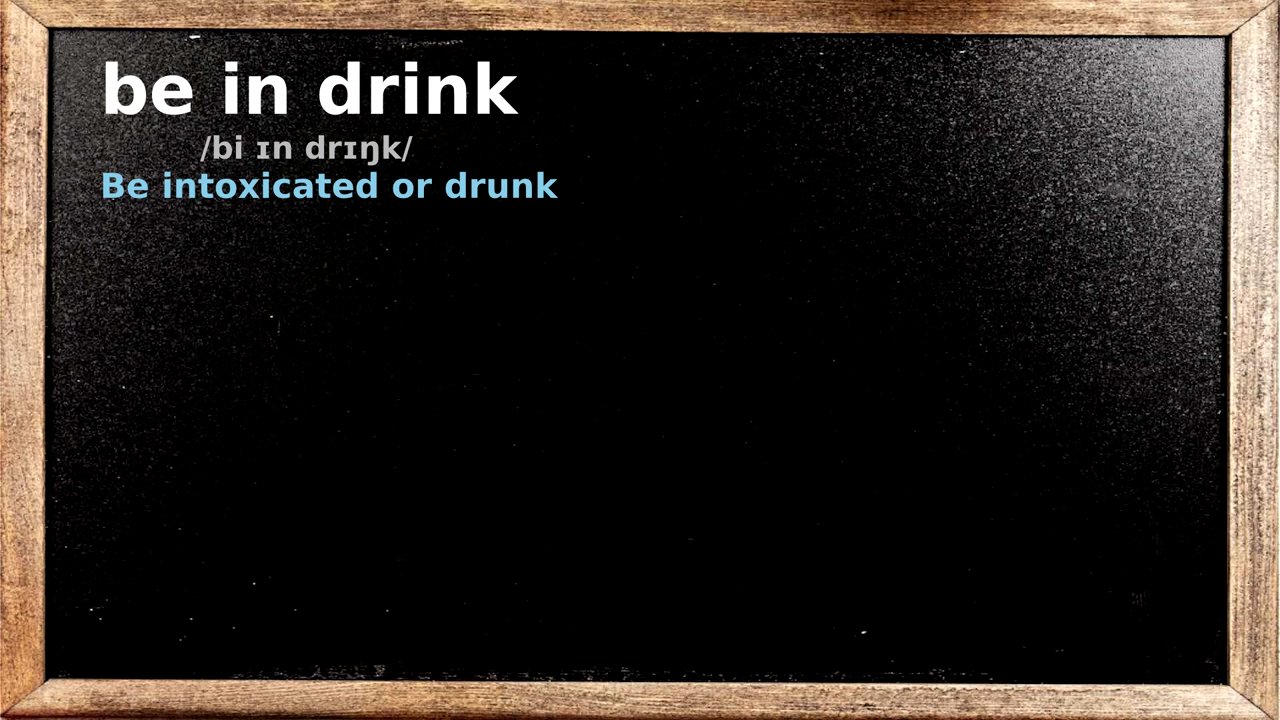 be in drink
/bi ɪn drɪŋk/
Be intoxicated or drunk